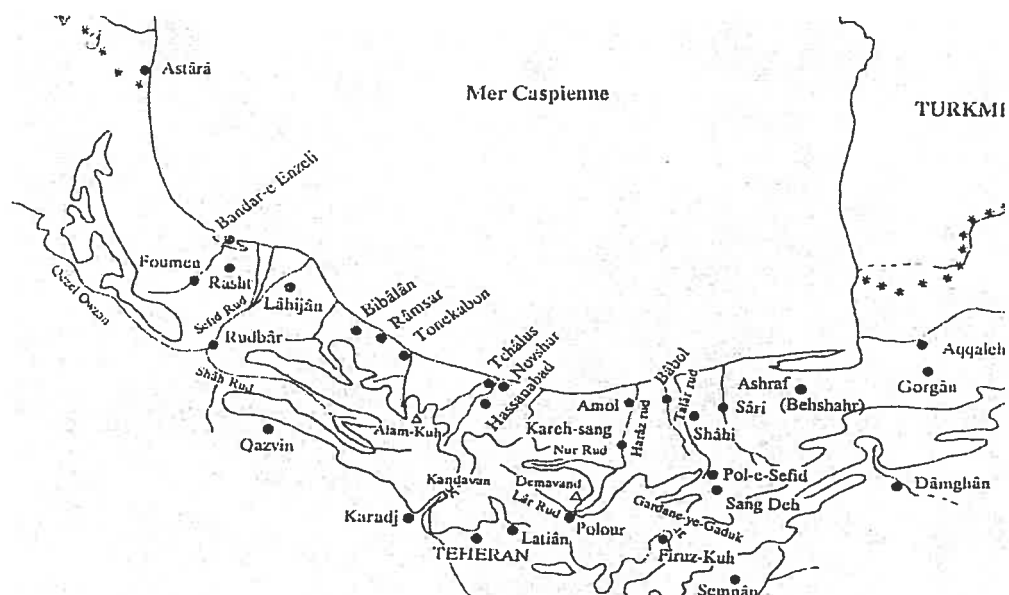 Astârâ
Mer Caspienne
TURKMI
Bandar-e Enzeli
Foumen
Rasht
Qezel Owzan
Sefid Rud
Lâhijân
Bibâlân
Râmsar
Tonekabon
Rudbâr
Shâh Rud
Tchâlus
Novshar
Hassanabad
Bâbol
Talâr rud
Aqqaleh
Gorgân
Ashraf
(Behshahr)
Amol
Harâz rud
Sâri
Shâhi
Alam-Kuh
Kareh-sang
Qazvin
Nur Rud
Kandavan
Demavand
Pol-e-Sefid
Sang Deh
Dâmghân
Lâr Rud
Gardane-ye-Gaduk
Karadj
Polour
Latiân
TEHERAN
Firuz-Kuh
Semnân